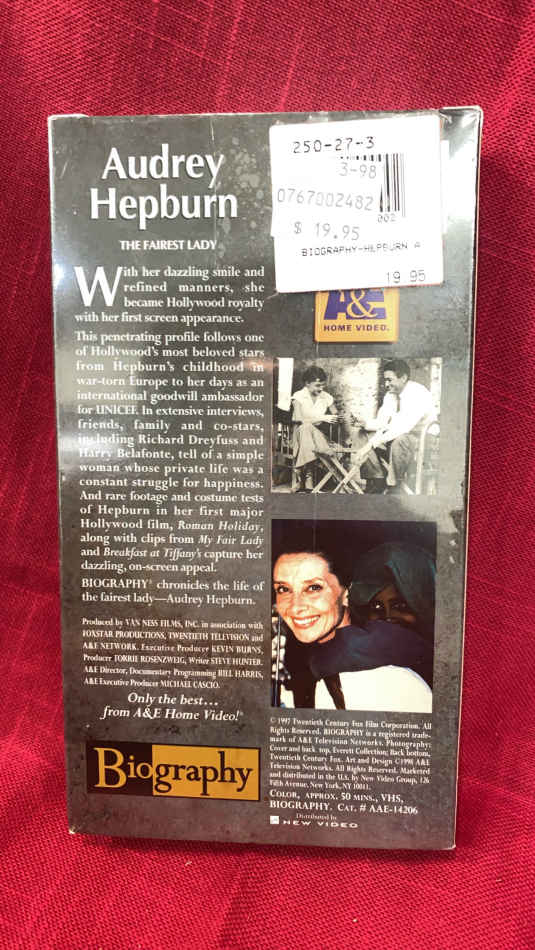 Audrey
Hepburn
THE FAIREST LADY
With her dazzling smile and
refined manners, she
became Hollywood royalty
with her first screen appearance.
This penetrating profile follows one
of Hollywood's most beloved stars
from Hepburn's childhood in
war-torn Europe to her days as an
international goodwill ambassador
for UNICEF. In extensive interviews,
friends, family and co-stars,
including Richard Dreyfuss and
Harry Belafonte, tell of a simple
woman whose private life was a
constant struggle for happiness.
And rare footage and costume tests
of Hepburn in her first major
Hollywood film, Roman Holiday,
along with clips from My Fair Lady
and Breakfast at Tiffany's capture her
dazzling, on-screen appeal.
BIOGRAPHY® chronicles the life of
the fairest lady—Audrey Hepburn.
Produced by VAN NESS FILMS, INC. in association with
FOXSTAR PRODUCTIONS, TWENTIETH TELEVISION and
A&E NETWORK. Executive Producer KEVIN BURNS,
Producer TORRIE ROSENZWEIG, Writer STEVE HUNTER.
A&E Director, Documentary Programming BILL HARRIS,
A&E Executive Producer MICHAEL CASCIO.
Only the best...
from A&E Home Video!®
Biography
250-27-3
3-98
0767002482
002
$ 19.95
BIOGRAPHY-HEPBURN A
19.95
A&E
HOME VIDEO.
© 1997 Twentieth Century Fox Film Corporation. All
Rights Reserved. BIOGRAPHY is a registered trade-
mark of A&E Television Networks. Photography:
Cover and back top, Everett Collection; Back bottom,
Twentieth Century Fox. Art and Design ©1998 A&E
Television Networks. All Rights Reserved. Marketed
and distributed in the U.S. by New Video Group, 126
Fifth Avenue, New York, NY 10011.
COLOR, APPROX. 50 MINS., VHS,
BIOGRAPHY. CAT. # AAE-14206
Distributed by
NEW VIDEO